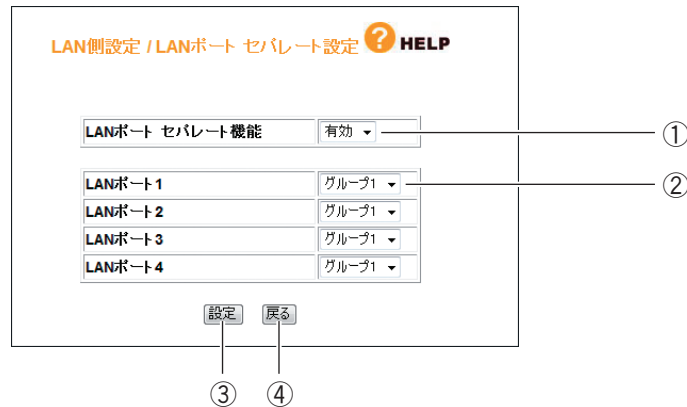 LAN側設定 / LANポート セパレート設定 ? HELP
LANポート セパレート機能 有効 ①
LANポート1 グループ1 ②
LANポート2 グループ1
LANポート3 グループ1
LANポート4 グループ1
設定 戻る
③ ④